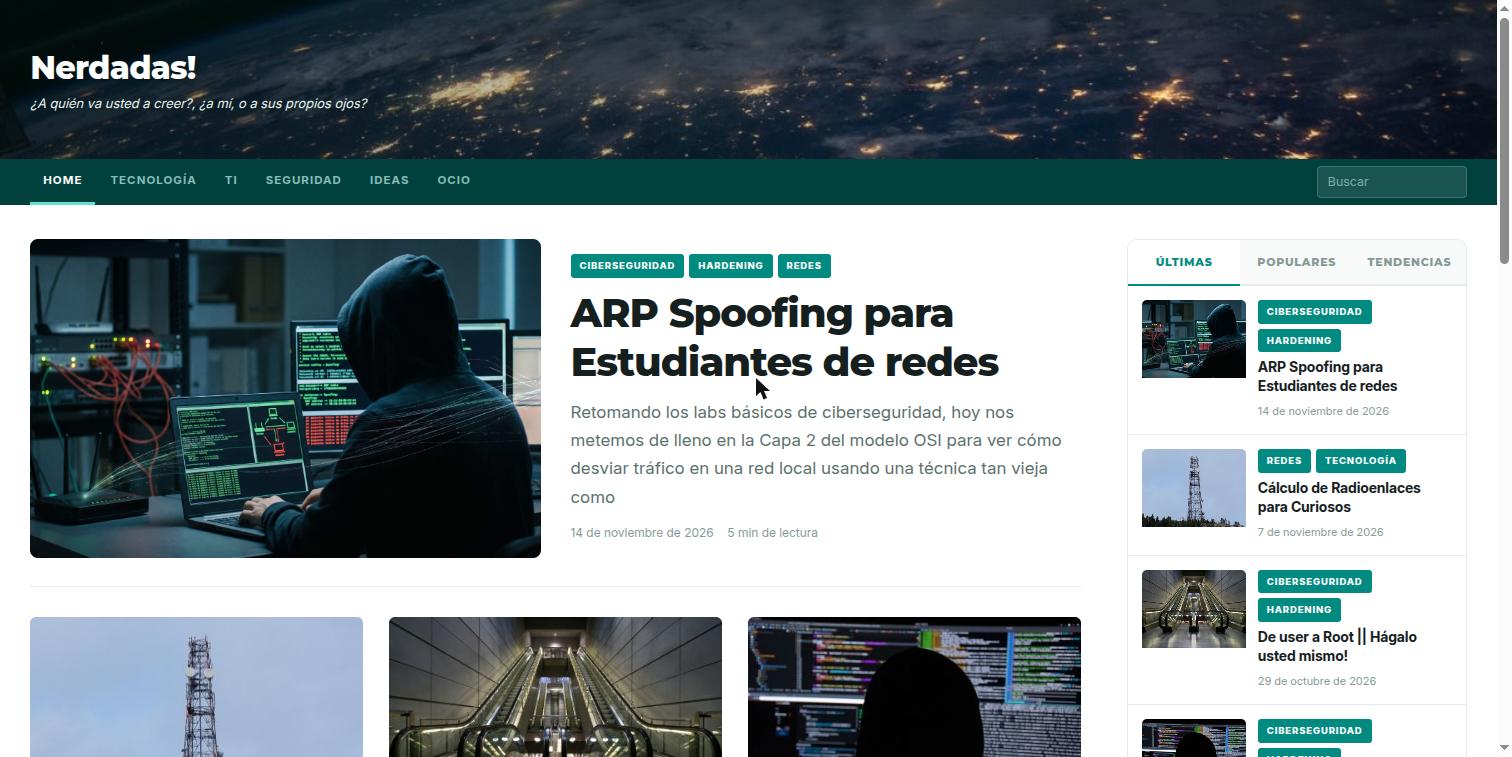 Nerdadas!
¿A quién va usted a creer?, ¿a mí, o a sus propios ojos?
HOME TECNOLOGÍA TI SEGURIDAD IDEAS OCIO Buscar
CIBERSEGURIDAD HARDENING REDES
ARP Spoofing para
Estudiantes de redes
Retomando los labs básicos de ciberseguridad, hoy nos
metemos de lleno en la Capa 2 del modelo OSI para ver cómo
desviar tráfico en una red local usando una técnica tan vieja
como
14 de noviembre de 2026 5 min de lectura
ÚLTIMAS POPULARES TENDENCIAS
CIBERSEGURIDAD
HARDENING
ARP Spoofing para
Estudiantes de redes
14 de noviembre de 2026
REDES TECNOLOGÍA
Cálculo de Radioenlaces
para Curiosos
7 de noviembre de 2026
CIBERSEGURIDAD
HARDENING
De user a Root || Hágalo
usted mismo!
29 de octubre de 2026
CIBERSEGURIDAD